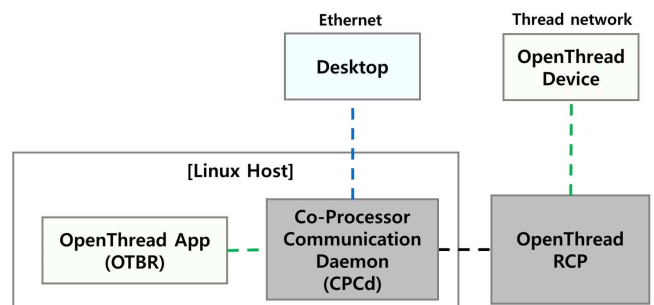 Ethernet
Thread network
Desktop
OpenThread
Device
[Linux Host]
OpenThread App
(OTBR)
Co-Processor
Communication
Daemon
(CPCd)
OpenThread
RCP